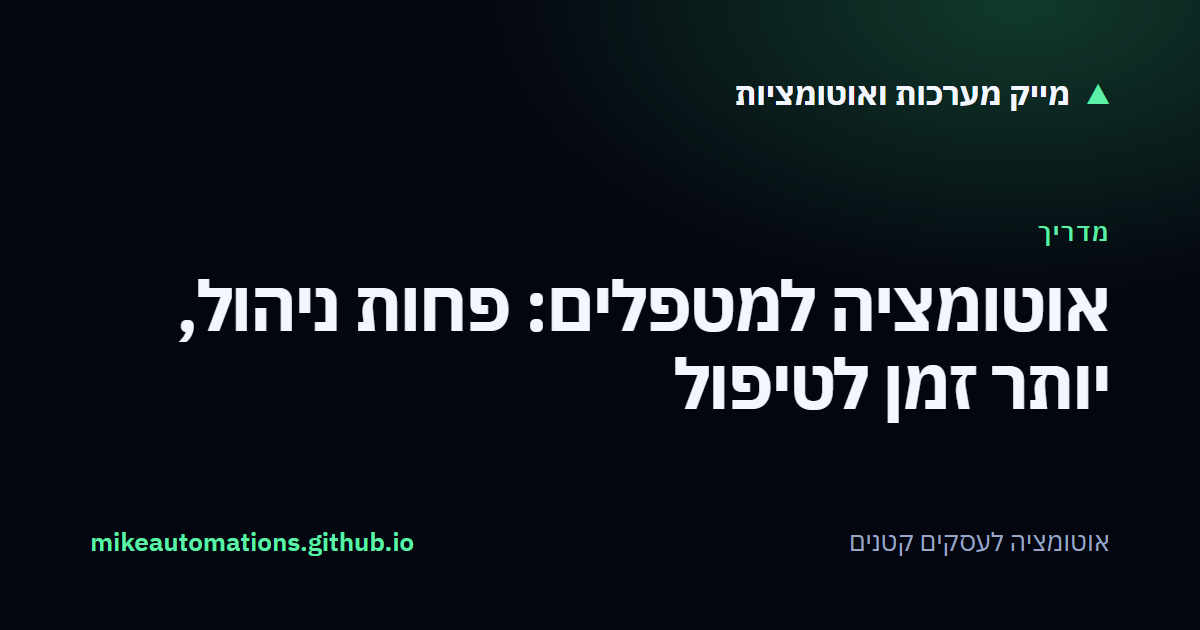 מייק מערכות ואוטומציות
מדריך
אוטומציה למטפלים: פחות ניהול,
יותר זמן לטיפול
אוטומציה לעסקים קטנים
mikeautomations.github.io